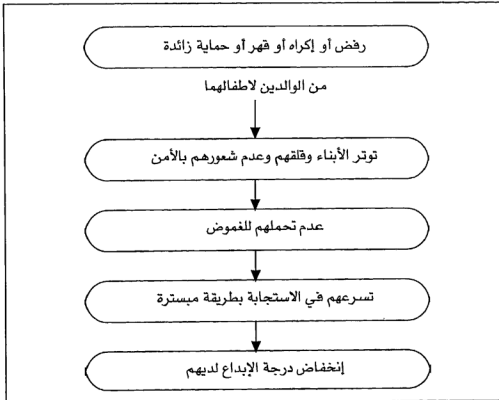 رفض أو إكراه أو قهر أو حماية زائدة
من الوالدين لاطفالهما
توتر الأبناء وقلقهم وعدم شعورهم بالأمن
عدم تحملهم للغموض
تسرعهم في الاستجابة بطريقة مبسترة
إنخفاض درجة الإبداع لديهم